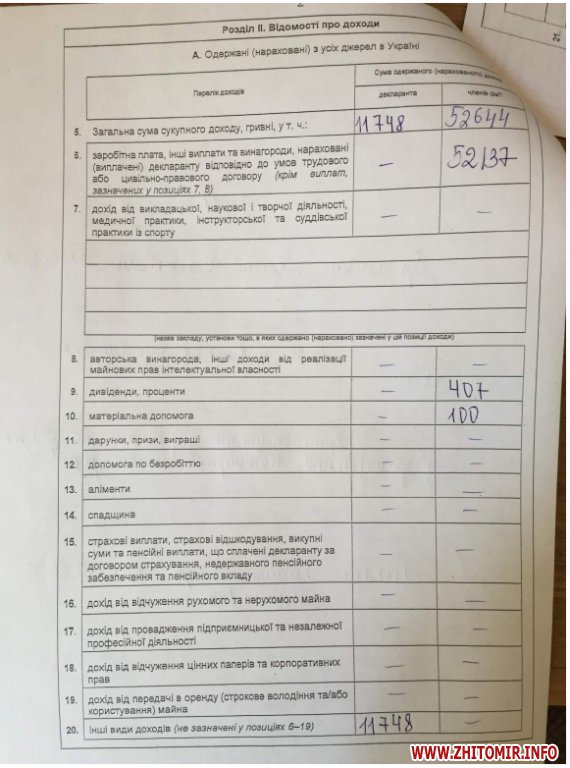 2
Розділ II. Відомості про доходи
А. Одержані (нараховані) з усіх джерел в Україні
Перелік доходів
Сума одержаного (нарахованого)
декларанта
членів сім'ї
5. Загальна сума сукупного доходу, гривні, у т. ч.: 11748 52644
6. заробітна плата, інші виплати та винагороди, нараховані
(виплачені) декларанту відповідно до умов трудового
або цивільно-правового договору (крім виплат,
зазначених у позиціях 7, 8) — 52137
7. дохід від викладацької, наукової і творчої діяльності,
медичної практики, інструкторської та суддівської
практики із спорту — —
(назва закладу, установи тощо, в яких одержано (нараховано) зазначені у цій позиції доходи)
8. авторська винагорода, інші доходи від реалізації
майнових прав інтелектуальної власності — —
9. дивіденди, проценти — 407
10. матеріальна допомога — 100
11. дарунки, призи, виграші — —
12. допомога по безробіттю — —
13. аліменти — —
14. спадщина — —
15. страхові виплати, страхові відшкодування, викупні
суми та пенсійні виплати, що сплачені декларанту за
договором страхування, недержавного пенсійного
забезпечення та пенсійного вкладу — —
16. дохід від відчуження рухомого та нерухомого майна — —
17. дохід від провадження підприємницької та незалежної
професійної діяльності — —
18. дохід від відчуження цінних паперів та корпоративних
прав — —
19. дохід від передачі в оренду (строкове володіння та/або
користування) майна — —
20. інші види доходів (не зазначені у позиціях 6–19) 11748 —
21.
WWW.ZHITOMIR.INFO